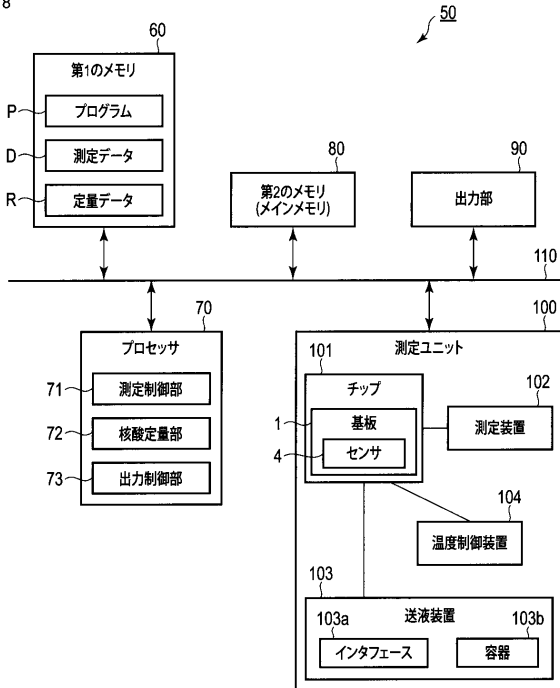 8
50
60
第1のメモリ
P
プログラム
D
測定データ
R
定量データ
80
第2のメモリ
(メインメモリ)
90
出力部
110
70
プロセッサ
71
測定制御部
72
核酸定量部
73
出力制御部
100
測定ユニット
101
チップ
1
基板
4
センサ
102
測定装置
104
温度制御装置
103
送液装置
103a
インタフェース
103b
容器